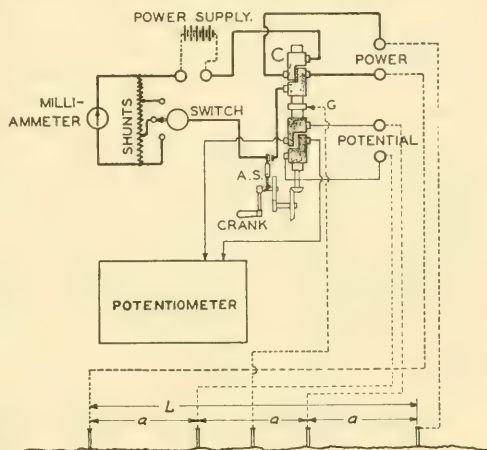 POWER SUPPLY.
C
POWER
MILLI-
AMMETER
SHUNTS
SWITCH
G
POTENTIAL
A.S.
CRANK
POTENTIOMETER
L
a
a
a